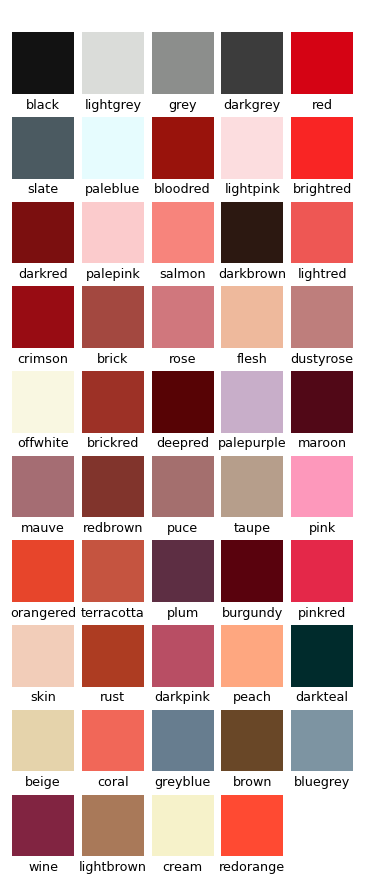 black lightgrey grey darkgrey red
slate paleblue bloodred lightpink brightred
darkred palepink salmon darkbrown lightred
crimson brick rose flesh dustyrose
offwhite brickred deepred palepurple maroon
mauve redbrown puce taupe pink
orangered terracotta plum burgundy pinkred
skin rust darkpink peach darkteal
beige coral greyblue brown bluegrey
wine lightbrown cream redorange